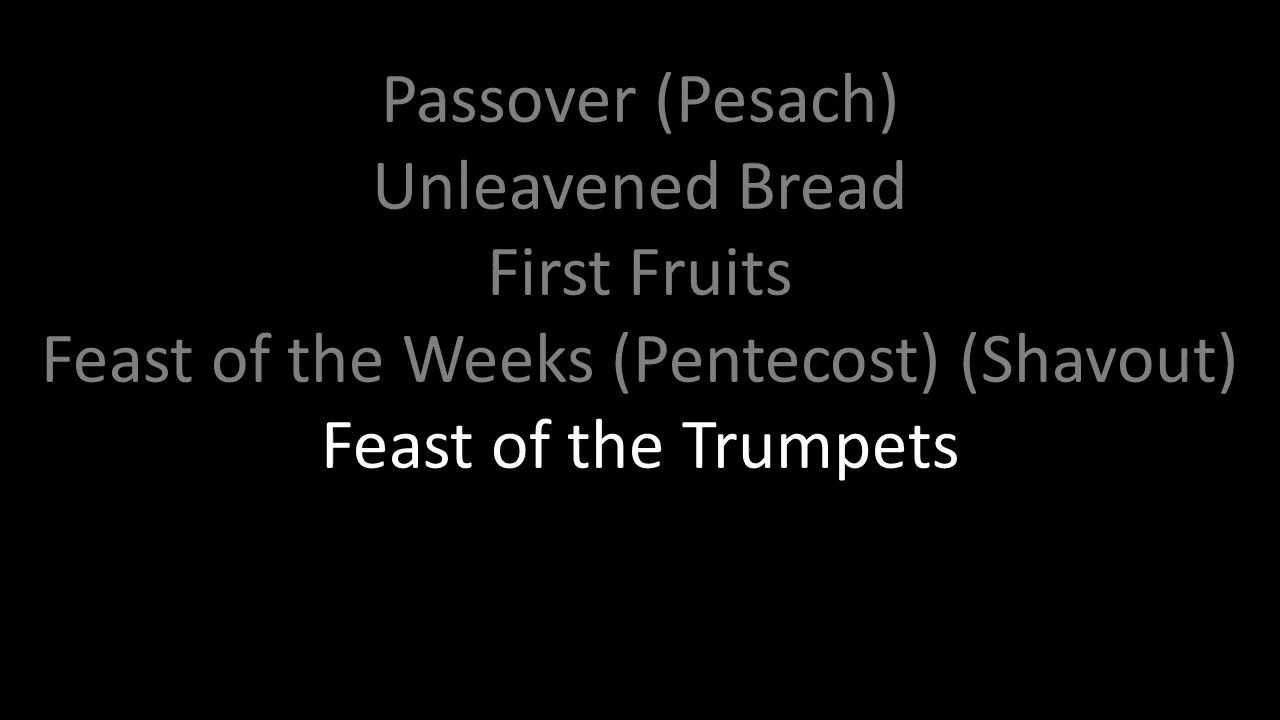 Passover (Pesach)
Unleavened Bread
First Fruits
Feast of the Weeks (Pentecost) (Shavout)
Feast of the Trumpets